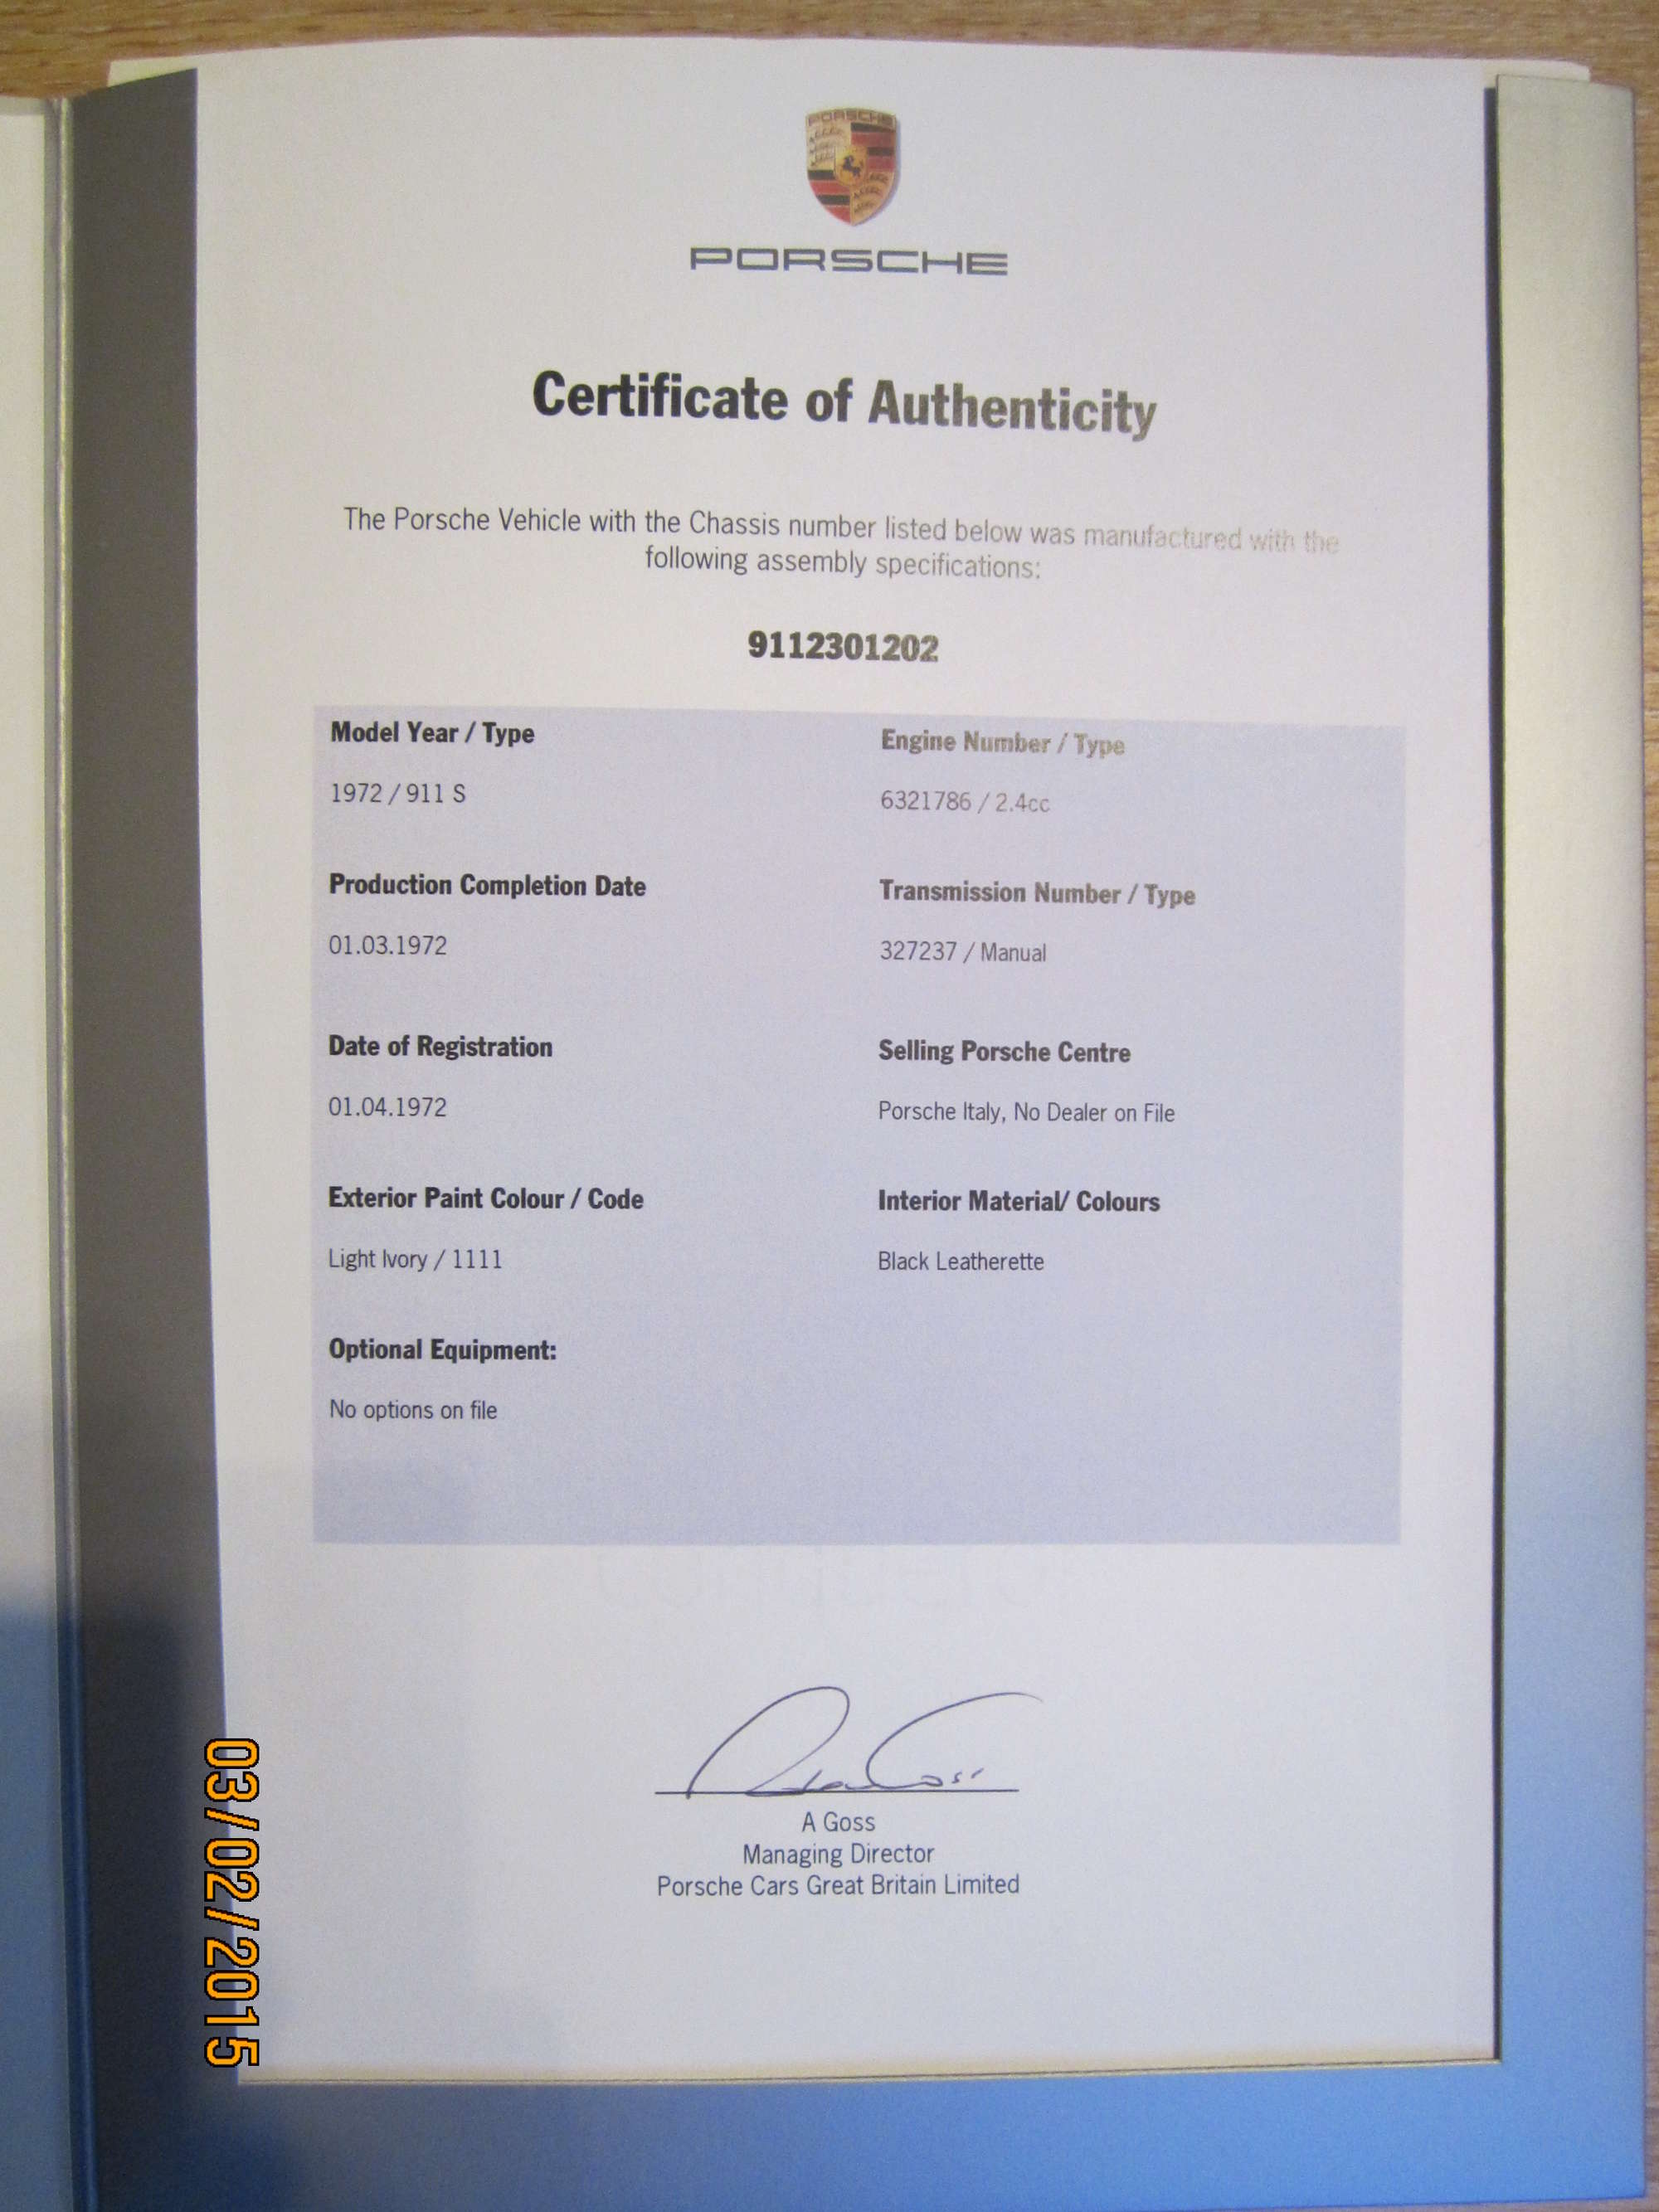 PORSCHE
PORSCHE
Certificate of Authenticity
The Porsche Vehicle with the Chassis number listed below was manufactured with the
following assembly specifications:
9112301202
Model Year / Type
1972 / 911 S
Engine Number / Type
6321786 / 2.4cc
Production Completion Date
01.03.1972
Transmission Number / Type
327237 / Manual
Date of Registration
01.04.1972
Selling Porsche Centre
Porsche Italy, No Dealer on File
Exterior Paint Colour / Code
Light Ivory / 1111
Interior Material/ Colours
Black Leatherette
Optional Equipment:
No options on file
A Goss
Managing Director
Porsche Cars Great Britain Limited
03/02/2015